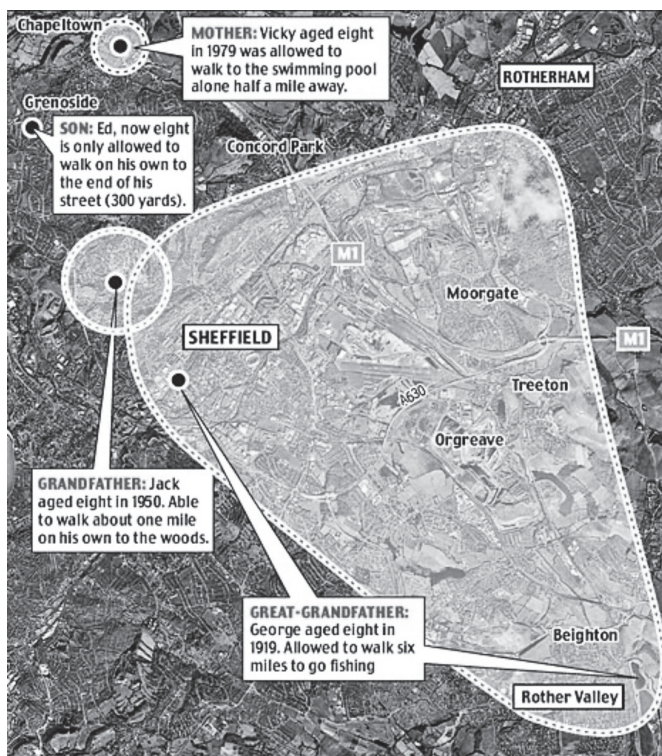 Chapeltown
MOTHER: Vicky aged eight
in 1979 was allowed to
walk to the swimming pool
alone half a mile away.
ROTHERHAM
Grenoside
SON: Ed, now eight
is only allowed to
walk on his own to
the end of his
street (300 yards).
Concord Park
M1
Moorgate
SHEFFIELD
M1
Treeton
A630
Orgreave
GRANDFATHER: Jack
aged eight in 1950. Able
to walk about one mile
on his own to the woods.
GREAT-GRANDFATHER:
George aged eight in
1919. Allowed to walk six
miles to go fishing
Beighton
Rother Valley